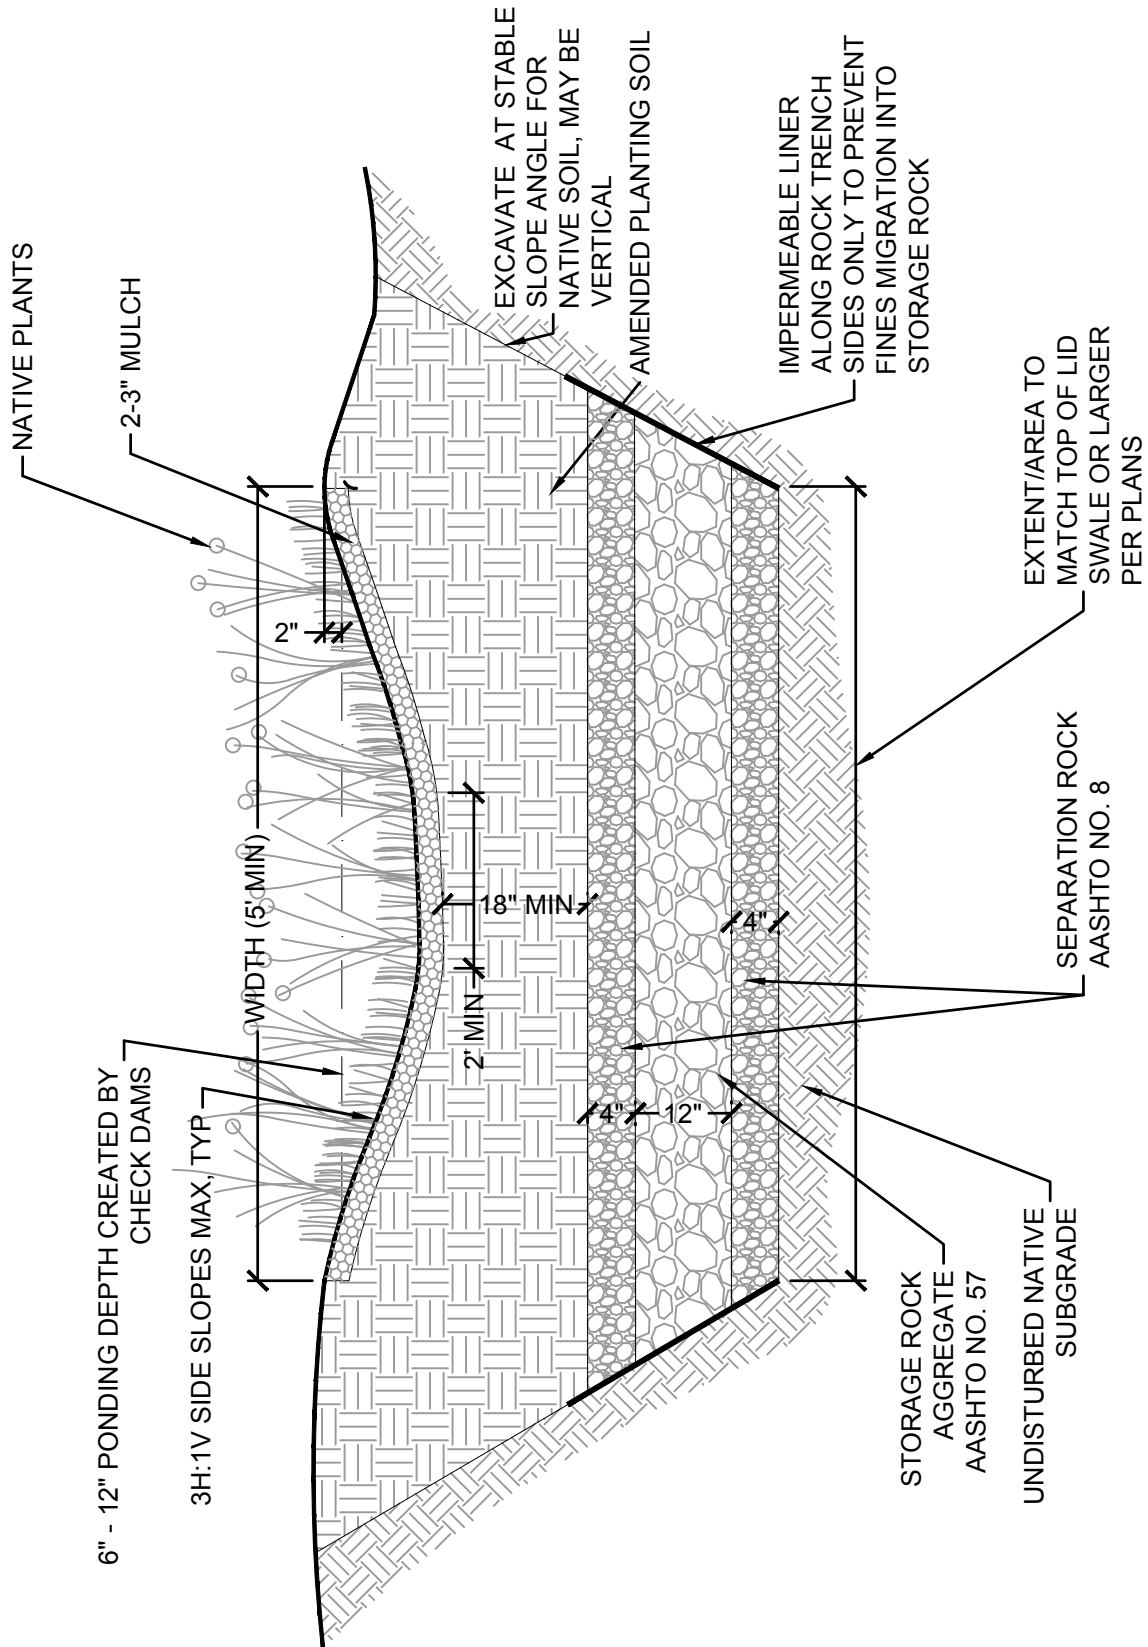 NATIVE PLANTS
2-3" MULCH
6" - 12" PONDING DEPTH CREATED BY
CHECK DAMS
3H:1V SIDE SLOPES MAX, TYP
WIDTH (5' MIN)
2"
EXCAVATE AT STABLE
SLOPE ANGLE FOR
NATIVE SOIL, MAY BE
VERTICAL
2' MIN
18" MIN
AMENDED PLANTING SOIL
4"
12"
4"
IMPERMEABLE LINER
ALONG ROCK TRENCH
SIDES ONLY TO PREVENT
FINES MIGRATION INTO
STORAGE ROCK
STORAGE ROCK
AGGREGATE
AASHTO NO. 57
UNDISTURBED NATIVE
SUBGRADE
SEPARATION ROCK
AASHTO NO. 8
EXTENT/AREA TO
MATCH TOP OF LID
SWALE OR LARGER
PER PLANS